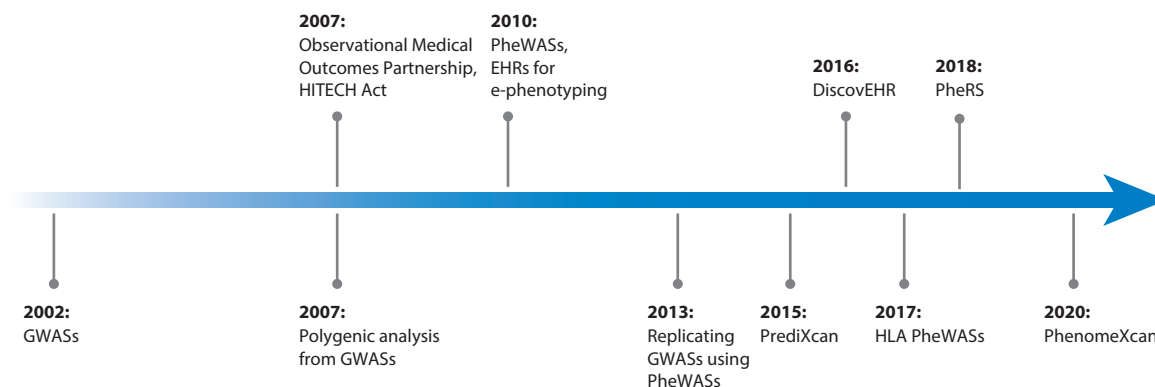 2007:
Observational Medical
Outcomes Partnership,
HITECH Act
2010:
PheWASs,
EHRs for
e-phenotyping
2016:
DiscovEHR
2018:
PheRS
2002:
GWASs
2007:
Polygenic analysis
from GWASs
2013:
Replicating
GWASs using
PheWASs
2015:
PrediXcan
2017:
HLA PheWASs
2020:
PhenomeXcan